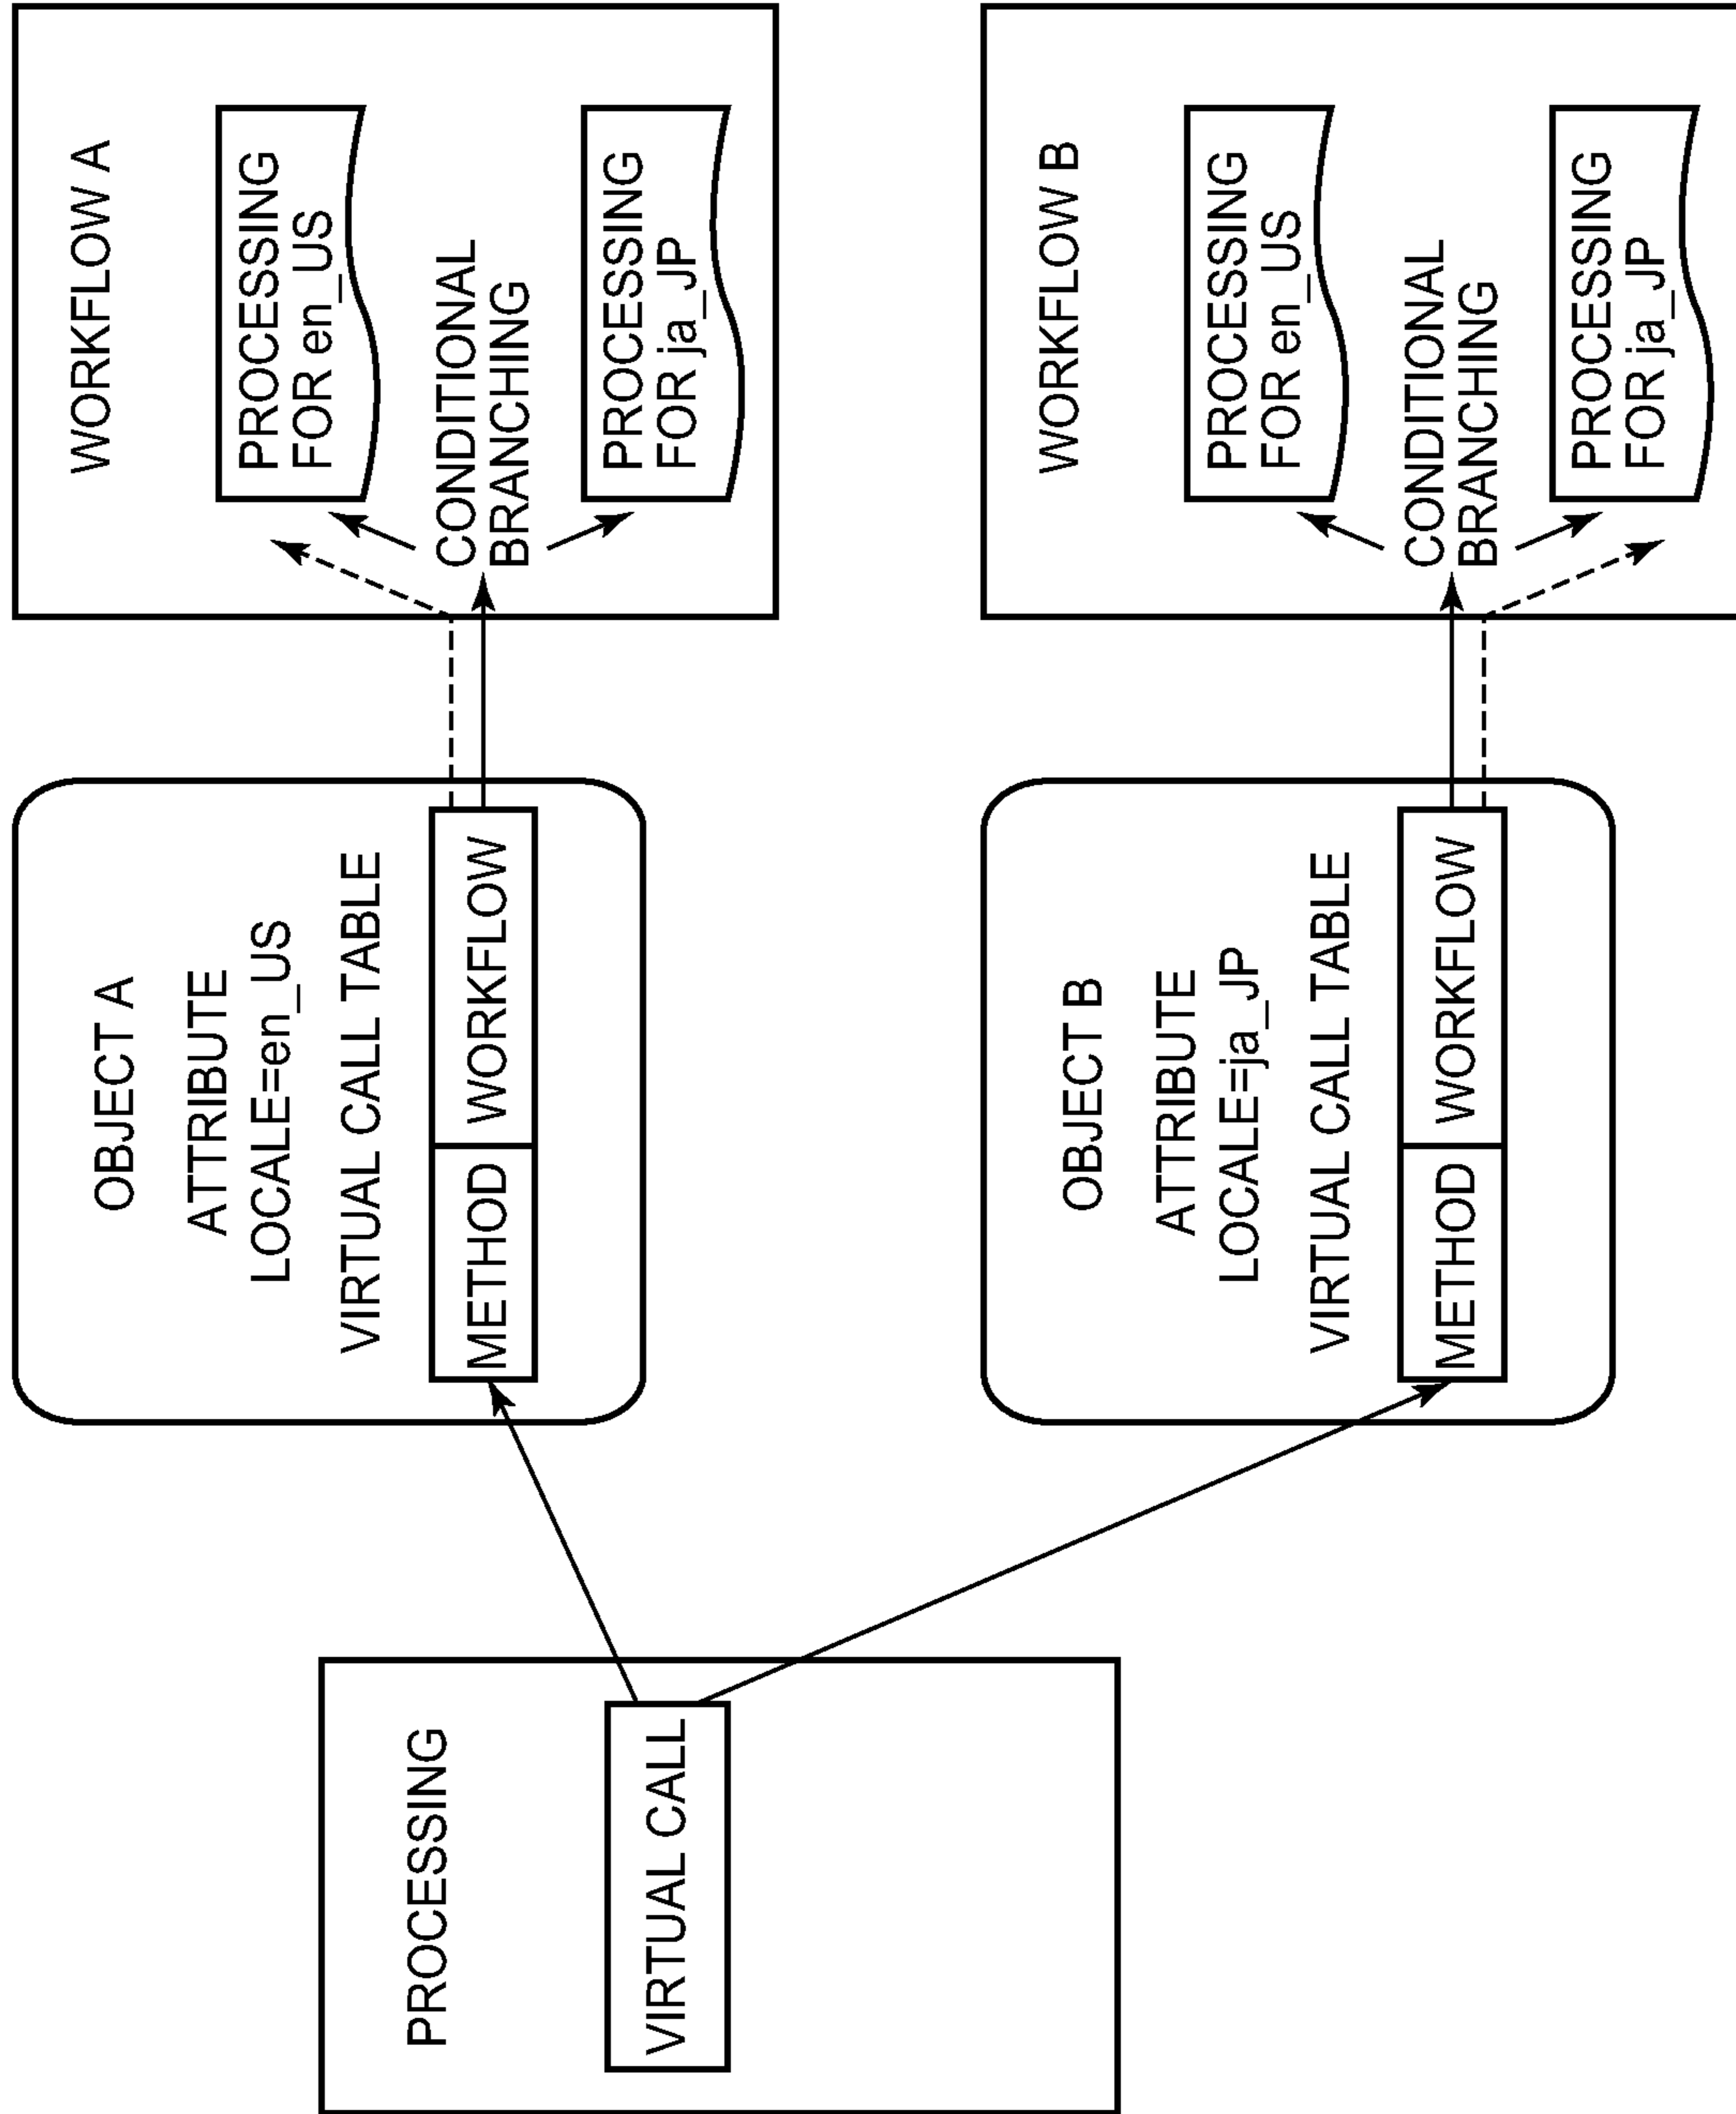 PROCESSING
VIRTUAL CALL
OBJECT A
ATTRIBUTE
LOCALE=en_US
VIRTUAL CALL TABLE
METHOD
WORKFLOW
WORKFLOW A
PROCESSING
FOR en_US
CONDITIONAL
BRANCHING
PROCESSING
FOR ja_JP
OBJECT B
ATTRIBUTE
LOCALE=ja_JP
VIRTUAL CALL TABLE
METHOD
WORKFLOW
WORKFLOW B
PROCESSING
FOR en_US
CONDITIONAL
BRANCHING
PROCESSING
FOR ja_JP